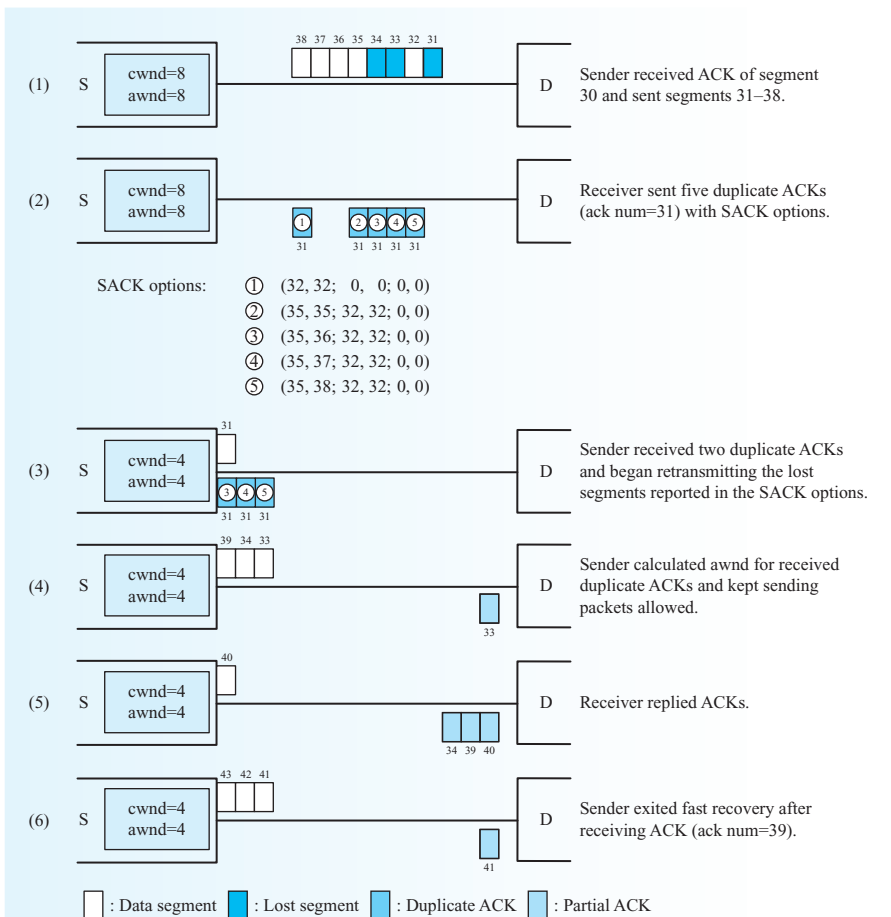 38 37 36 35 34 33 32 31
(1) S cwnd=8 awnd=8 D
Sender received ACK of segment
30 and sent segments 31–38.
(2) S cwnd=8 awnd=8 D
Receiver sent five duplicate ACKs
(ack num=31) with SACK options.
1 2 3 4 5
31 31 31 31 31
SACK options:
1 (32, 32; 0, 0; 0, 0)
2 (35, 35; 32, 32; 0, 0)
3 (35, 36; 32, 32; 0, 0)
4 (35, 37; 32, 32; 0, 0)
5 (35, 38; 32, 32; 0, 0)
31
(3) S cwnd=4 awnd=4 D
3 4 5
31 31 31
Sender received two duplicate ACKs
and began retransmitting the lost
segments reported in the SACK options.
39 34 33
(4) S cwnd=4 awnd=4 D
33
Sender calculated awnd for received
duplicate ACKs and kept sending
packets allowed.
40
(5) S cwnd=4 awnd=4 D
Receiver replied ACKs.
34 39 40
43 42 41
(6) S cwnd=4 awnd=4 D
Sender exited fast recovery after
receiving ACK (ack num=39).
41
: Data segment : Lost segment : Duplicate ACK : Partial ACK